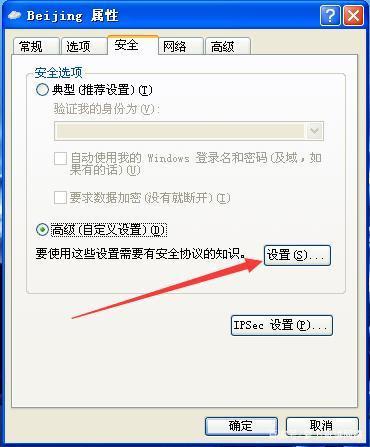 Beijing 属性
常规 选项 安全 网络 高级
安全选项
典型(推荐设置)(T)
验证我的身份为(V):
自动使用我的 Windows 登录名和密码(及域,如
果有的话)(U)
要求数据加密(没有就断开)(I)
高级(自定义设置)(D)
要使用这些设置需要有安全协议的知识。 设置(S)...
IPSec 设置(P)...
确定 取消